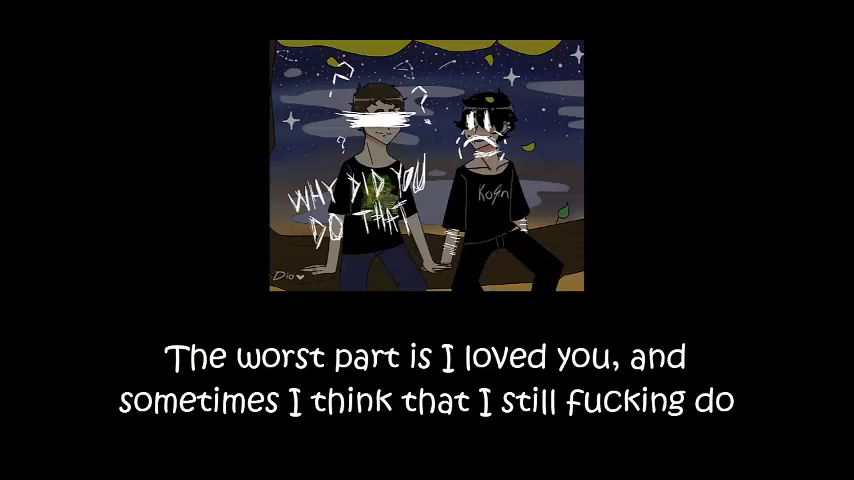 ?
?
?
WHY DID YOU
DO THAT
KoЯn
Dio♥
The worst part is I loved you, and
sometimes I think that I still fucking do